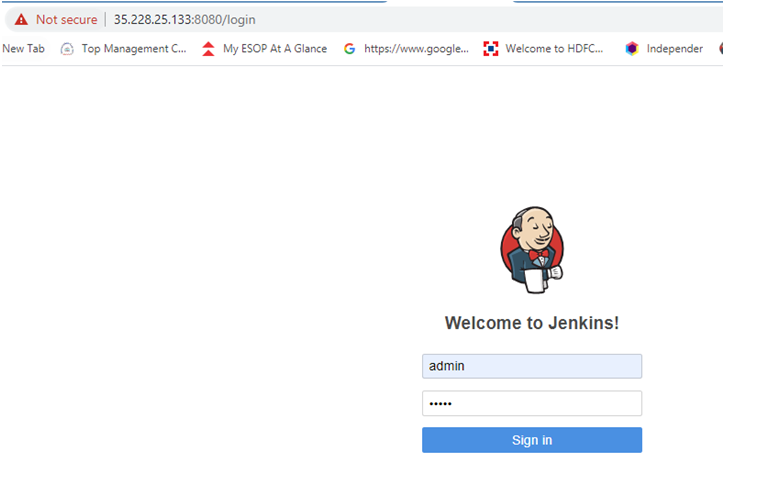 Not secure | 35.228.25.133:8080/login
New Tab Top Management C... My ESOP At A Glance https://www.google... Welcome to HDFC... Independer
Welcome to Jenkins!
admin
•••••
Sign in